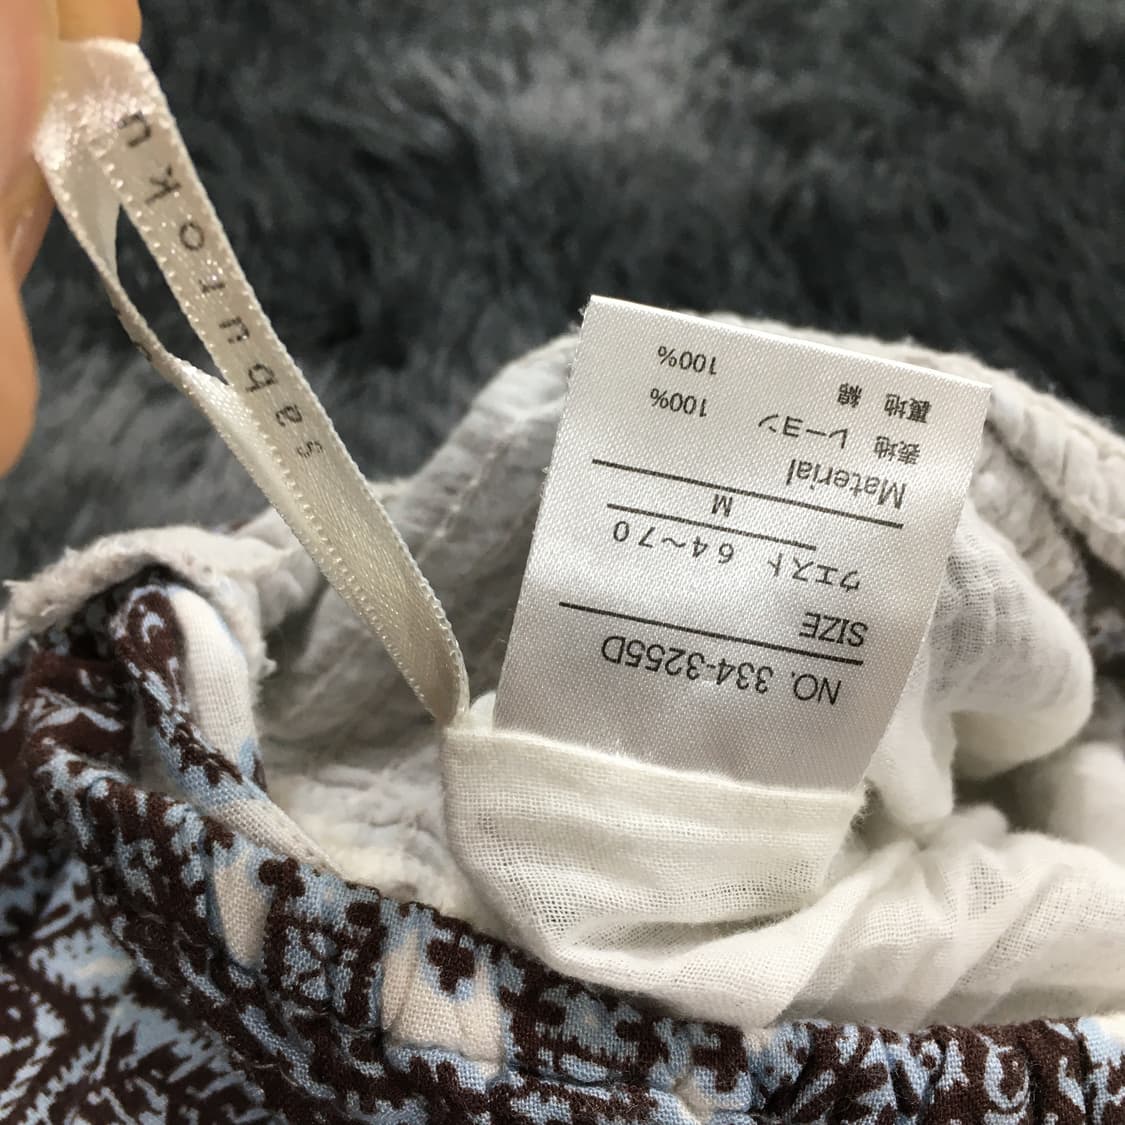 NO. 334-3255D
SIZE
ウエスト 64~70
M
Material
表地 レーヨン 100%
裏地 綿 100%